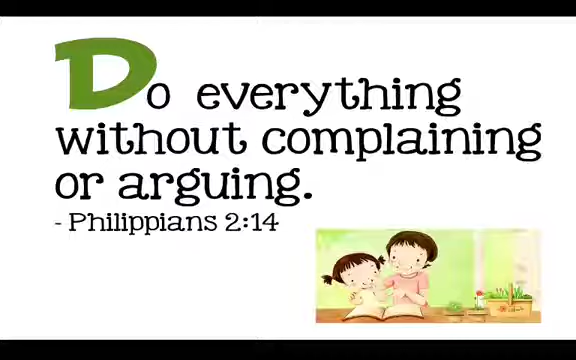 Do everything
without complaining
or arguing.
- Philippians 2:14